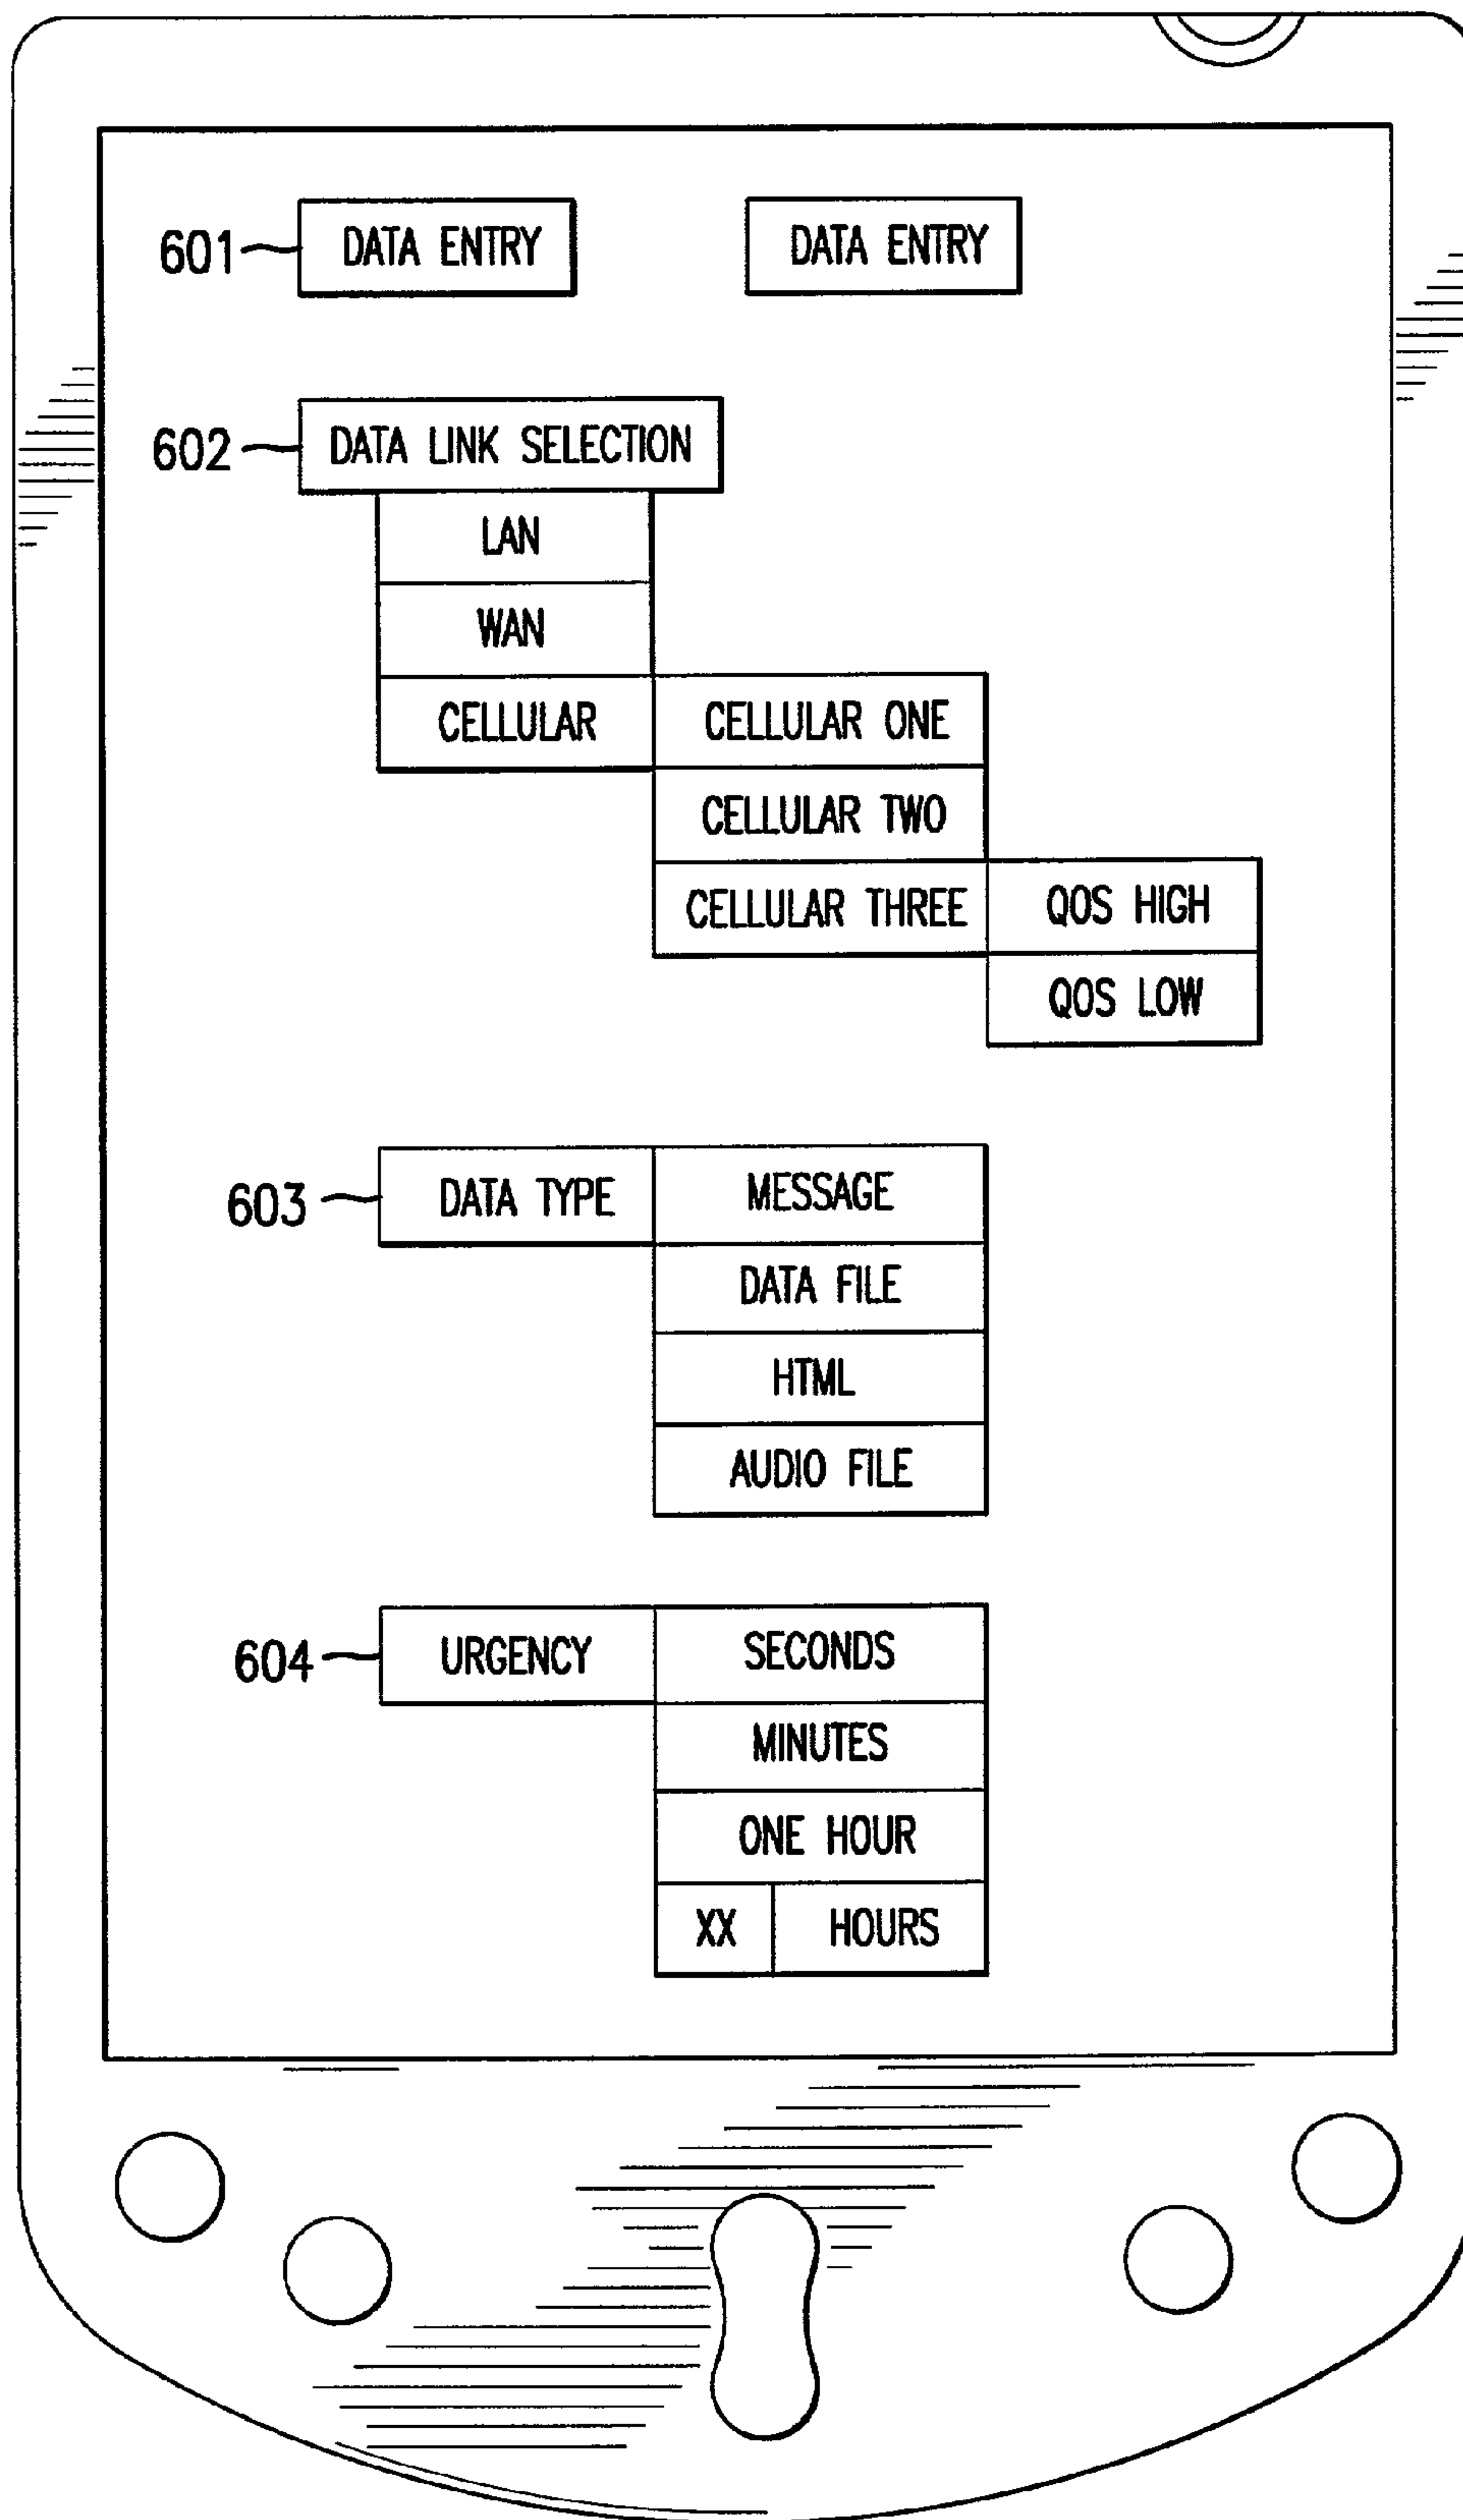 601 DATA ENTRY DATA ENTRY
602 DATA LINK SELECTION
LAN
WAN
CELLULAR CELLULAR ONE
CELLULAR TWO
CELLULAR THREE QOS HIGH
QOS LOW
603 DATA TYPE MESSAGE
DATA FILE
HTML
AUDIO FILE
604 URGENCY SECONDS
MINUTES
ONE HOUR
XX HOURS